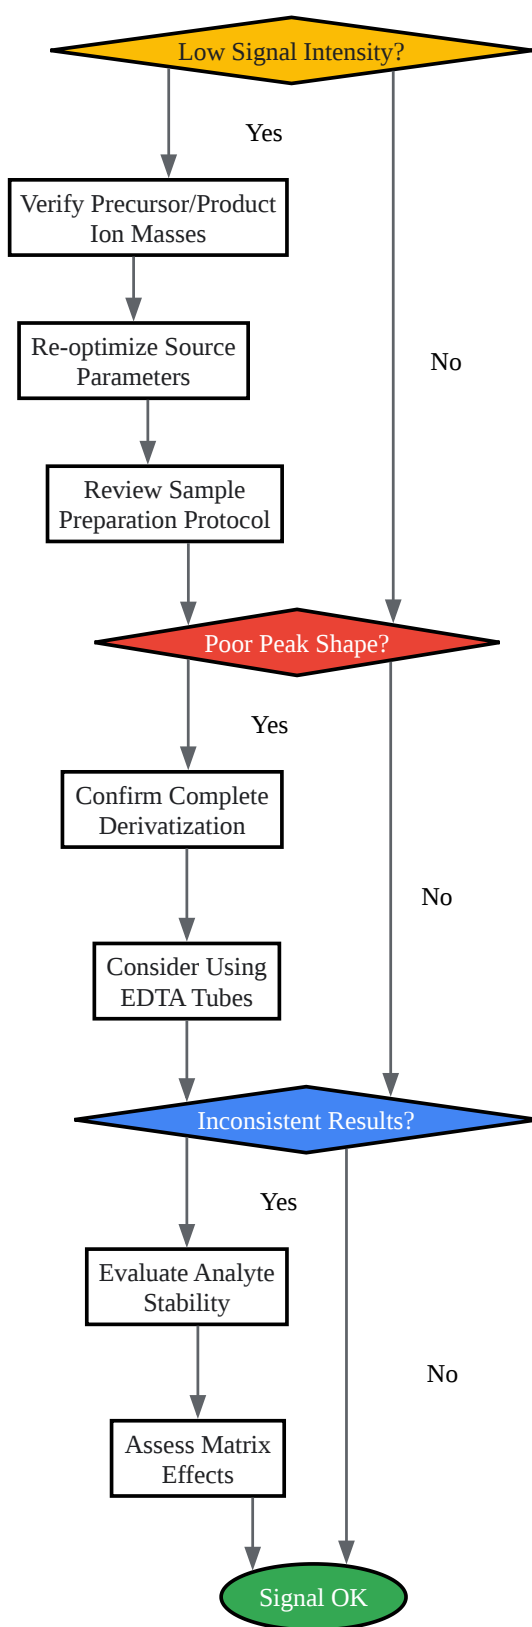 Low Signal Intensity?
Yes
Verify Precursor/Product
Ion Masses
Re-optimize Source
Parameters
No
Review Sample
Preparation Protocol
Poor Peak Shape?
Yes
Confirm Complete
Derivatization
No
Consider Using
EDTA Tubes
Inconsistent Results?
Yes
Evaluate Analyte
Stability
No
Assess Matrix
Effects
Signal OK